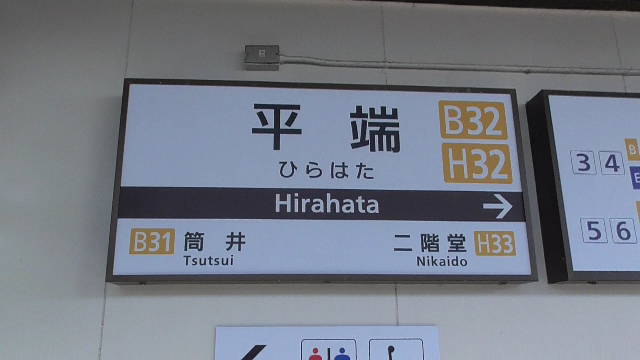 平端 B32
ひらはた H32
Hirahata
B31 筒井 二階堂 H33
Tsutsui Nikaido
3 4
5 6